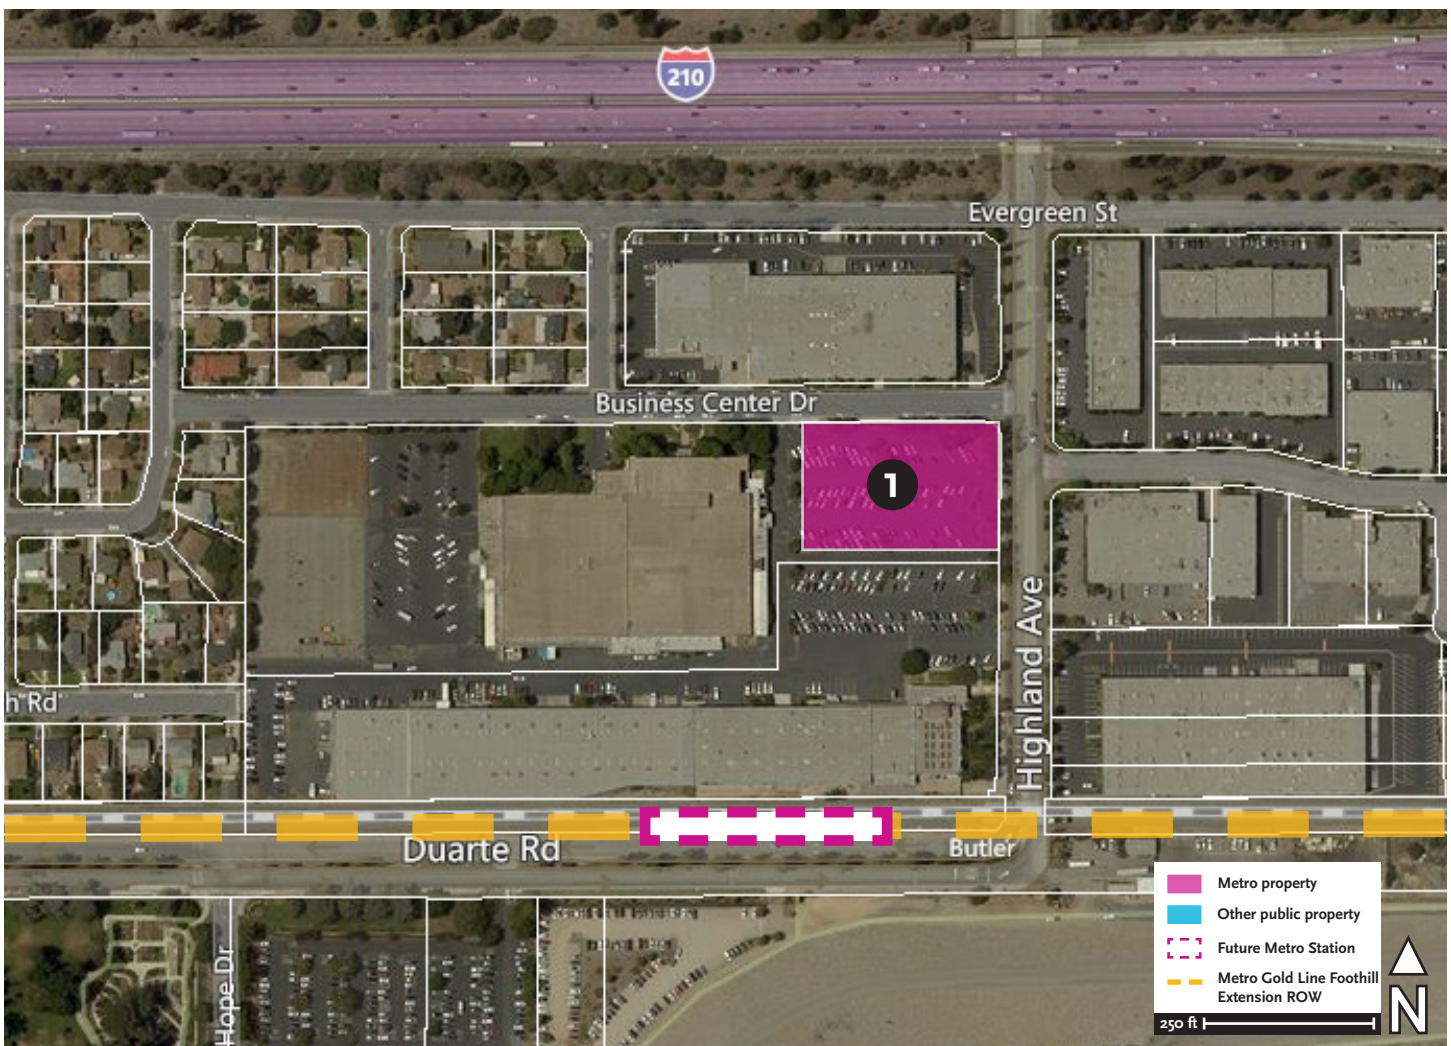 210
Evergreen St
Business Center Dr
1
Highland Ave
h Rd
Duarte Rd
Butler
Hope Dr
Metro property
Other public property
Future Metro Station
Metro Gold Line Foothill
Extension ROW
250 ft
N